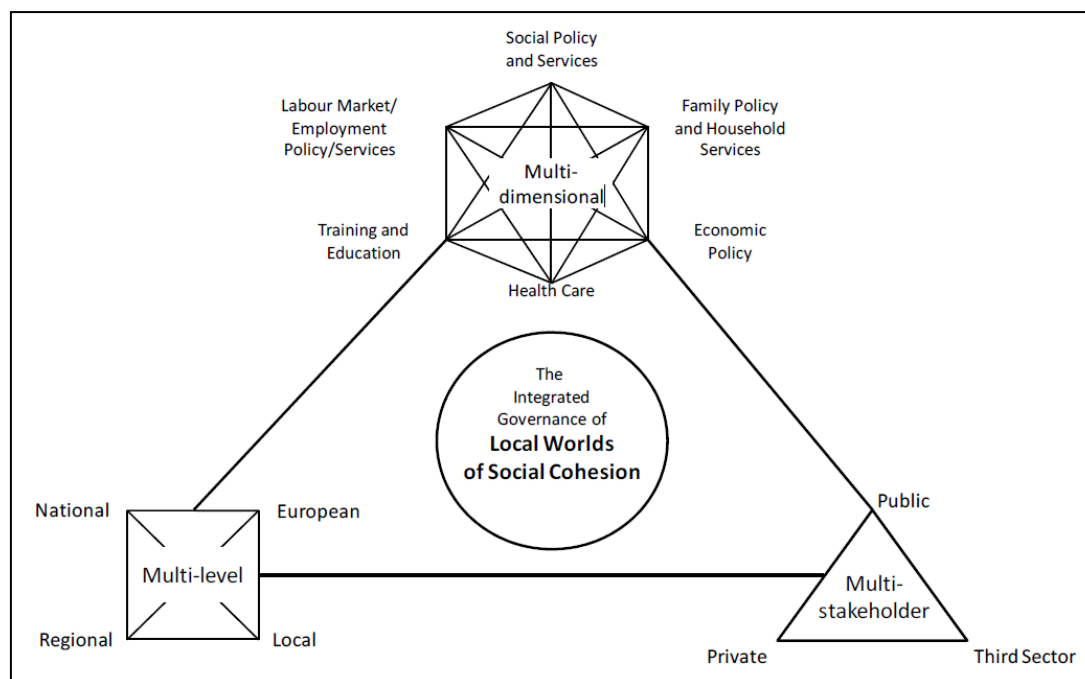 Social Policy
and Services
Labour Market/
Employment
Policy/Services
Family Policy
and Household
Services
Multi-
dimensional
Training and
Education
Economic
Policy
Health Care
The
Integrated
Governance of
Local Worlds
of Social Cohesion
National
European
Public
Multi-level
Multi-
stakeholder
Regional
Local
Private
Third Sector